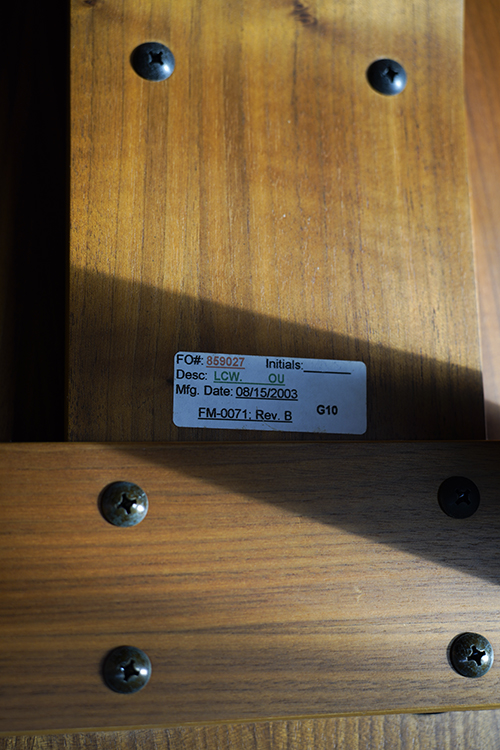 FO#: 859027 Initials:
Desc: LCW. OU
Mfg. Date: 08/15/2003
FM-0071; Rev. B G10